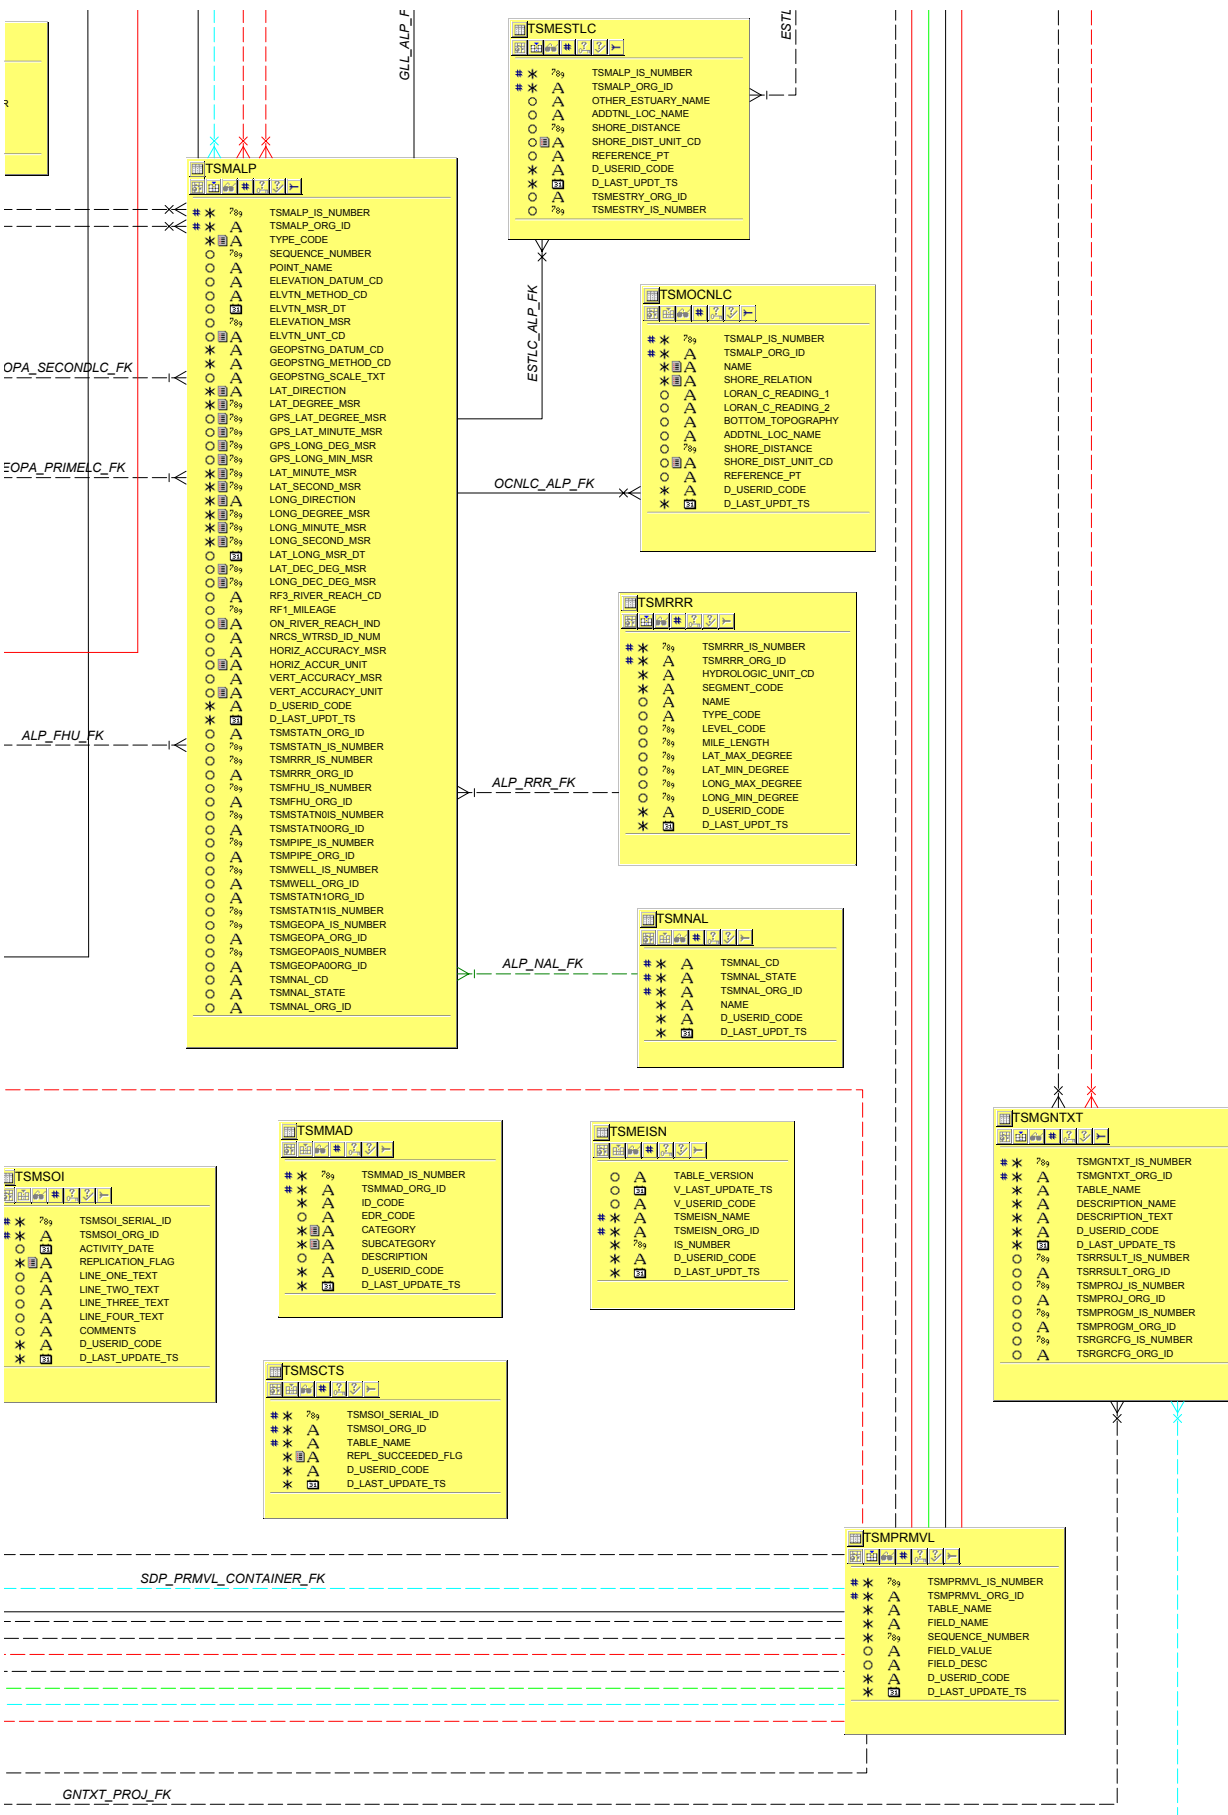 GLL_ALP_F
ESTL
TSMESTLC
TSMALP_IS_NUMBER
TSMALP_ORG_ID
OTHER_ESTUARY_NAME
ADDTNL_LOC_NAME
SHORE_DISTANCE
SHORE_DIST_UNIT_CD
REFERENCE_PT
D_USERID_CODE
D_LAST_UPDT_TS
TSMESTRY_ORG_ID
TSMESTRY_IS_NUMBER
TSMALP
TSMALP_IS_NUMBER
TSMALP_ORG_ID
TYPE_CODE
SEQUENCE_NUMBER
POINT_NAME
ELEVATION_DATUM_CD
ELVTN_METHOD_CD
ELVTN_MSR_DT
ELEVATION_MSR
ELVTN_UNT_CD
GEOPSTNG_DATUM_CD
GEOPSTNG_METHOD_CD
GEOPSTNG_SCALE_TXT
LAT_DIRECTION
LAT_DEGREE_MSR
GPS_LAT_DEGREE_MSR
GPS_LAT_MINUTE_MSR
GPS_LONG_DEG_MSR
GPS_LONG_MIN_MSR
LAT_MINUTE_MSR
LAT_SECOND_MSR
LONG_DIRECTION
LONG_DEGREE_MSR
LONG_MINUTE_MSR
LONG_SECOND_MSR
LAT_LONG_MSR_DT
LAT_DEC_DEG_MSR
LONG_DEC_DEG_MSR
RF3_RIVER_REACH_CD
RF1_MILEAGE
ON_RIVER_REACH_IND
NRCS_WTRSD_ID_NUM
HORIZ_ACCURACY_MSR
HORIZ_ACCUR_UNIT
VERT_ACCURACY_MSR
VERT_ACCURACY_UNIT
D_USERID_CODE
D_LAST_UPDT_TS
TSMSTATN_ORG_ID
TSMSTATN_IS_NUMBER
TSMRRR_IS_NUMBER
TSMRRR_ORG_ID
TSMFHU_IS_NUMBER
TSMFHU_ORG_ID
TSMSTATN0IS_NUMBER
TSMSTATN0ORG_ID
TSMPIPE_IS_NUMBER
TSMPIPE_ORG_ID
TSMWELL_IS_NUMBER
TSMWELL_ORG_ID
TSMSTATN1ORG_ID
TSMSTATN1IS_NUMBER
TSMGEOPA_IS_NUMBER
TSMGEOPA_ORG_ID
TSMGEOPA0IS_NUMBER
TSMGEOPA0ORG_ID
TSMNAL_CD
TSMNAL_STATE
TSMNAL_ORG_ID
OPA_SECONDLC_FK
EOPA_PRIMELC_FK
ALP_FHU_FK
ESTLC_ALP_FK
OCNLC_ALP_FK
TSMOCNLC
TSMALP_IS_NUMBER
TSMALP_ORG_ID
NAME
SHORE_RELATION
LORAN_C_READING_1
LORAN_C_READING_2
BOTTOM_TOPOGRAPHY
ADDTNL_LOC_NAME
SHORE_DISTANCE
SHORE_DIST_UNIT_CD
REFERENCE_PT
D_USERID_CODE
D_LAST_UPDT_TS
ALP_RRR_FK
TSMRRR
TSMRRR_IS_NUMBER
TSMRRR_ORG_ID
HYDROLOGIC_UNIT_CD
SEGMENT_CODE
NAME
TYPE_CODE
LEVEL_CODE
MILE_LENGTH
LAT_MAX_DEGREE
LAT_MIN_DEGREE
LONG_MAX_DEGREE
LONG_MIN_DEGREE
D_USERID_CODE
D_LAST_UPDT_TS
ALP_NAL_FK
TSMNAL
TSMNAL_CD
TSMNAL_STATE
TSMNAL_ORG_ID
NAME
D_USERID_CODE
D_LAST_UPDT_TS
TSMSOI
TSMSOI_SERIAL_ID
TSMSOI_ORG_ID
ACTIVITY_DATE
REPLICATION_FLAG
LINE_ONE_TEXT
LINE_TWO_TEXT
LINE_THREE_TEXT
LINE_FOUR_TEXT
COMMENTS
D_USERID_CODE
D_LAST_UPDATE_TS
TSMMAD
TSMMAD_IS_NUMBER
TSMMAD_ORG_ID
ID_CODE
EDR_CODE
CATEGORY
SUBCATEGORY
DESCRIPTION
D_USERID_CODE
D_LAST_UPDATE_TS
TSMEISN
TABLE_VERSION
V_LAST_UPDATE_TS
V_USERID_CODE
TSMEISN_NAME
TSMEISN_ORG_ID
IS_NUMBER
D_USERID_CODE
D_LAST_UPDT_TS
TSMGNTXT
TSMGNTXT_IS_NUMBER
TSMGNTXT_ORG_ID
TABLE_NAME
DESCRIPTION_NAME
DESCRIPTION_TEXT
D_USERID_CODE
D_LAST_UPDATE_TS
TSRRSULT_IS_NUMBER
TSRRSULT_ORG_ID
TSMPROJ_IS_NUMBER
TSMPROJ_ORG_ID
TSMPROGM_IS_NUMBER
TSMPROGM_ORG_ID
TSRGRCFG_IS_NUMBER
TSRGRCFG_ORG_ID
TSMSCTS
TSMSOI_SERIAL_ID
TSMSOI_ORG_ID
TABLE_NAME
REPL_SUCCEEDED_FLG
D_USERID_CODE
D_LAST_UPDATE_TS
TSMPRMVL
TSMPRMVL_IS_NUMBER
TSMPRMVL_ORG_ID
TABLE_NAME
FIELD_NAME
SEQUENCE_NUMBER
FIELD_VALUE
FIELD_DESC
D_USERID_CODE
D_LAST_UPDATE_TS
SDP_PRMVL_CONTAINER_FK
GNTXT_PROJ_FK